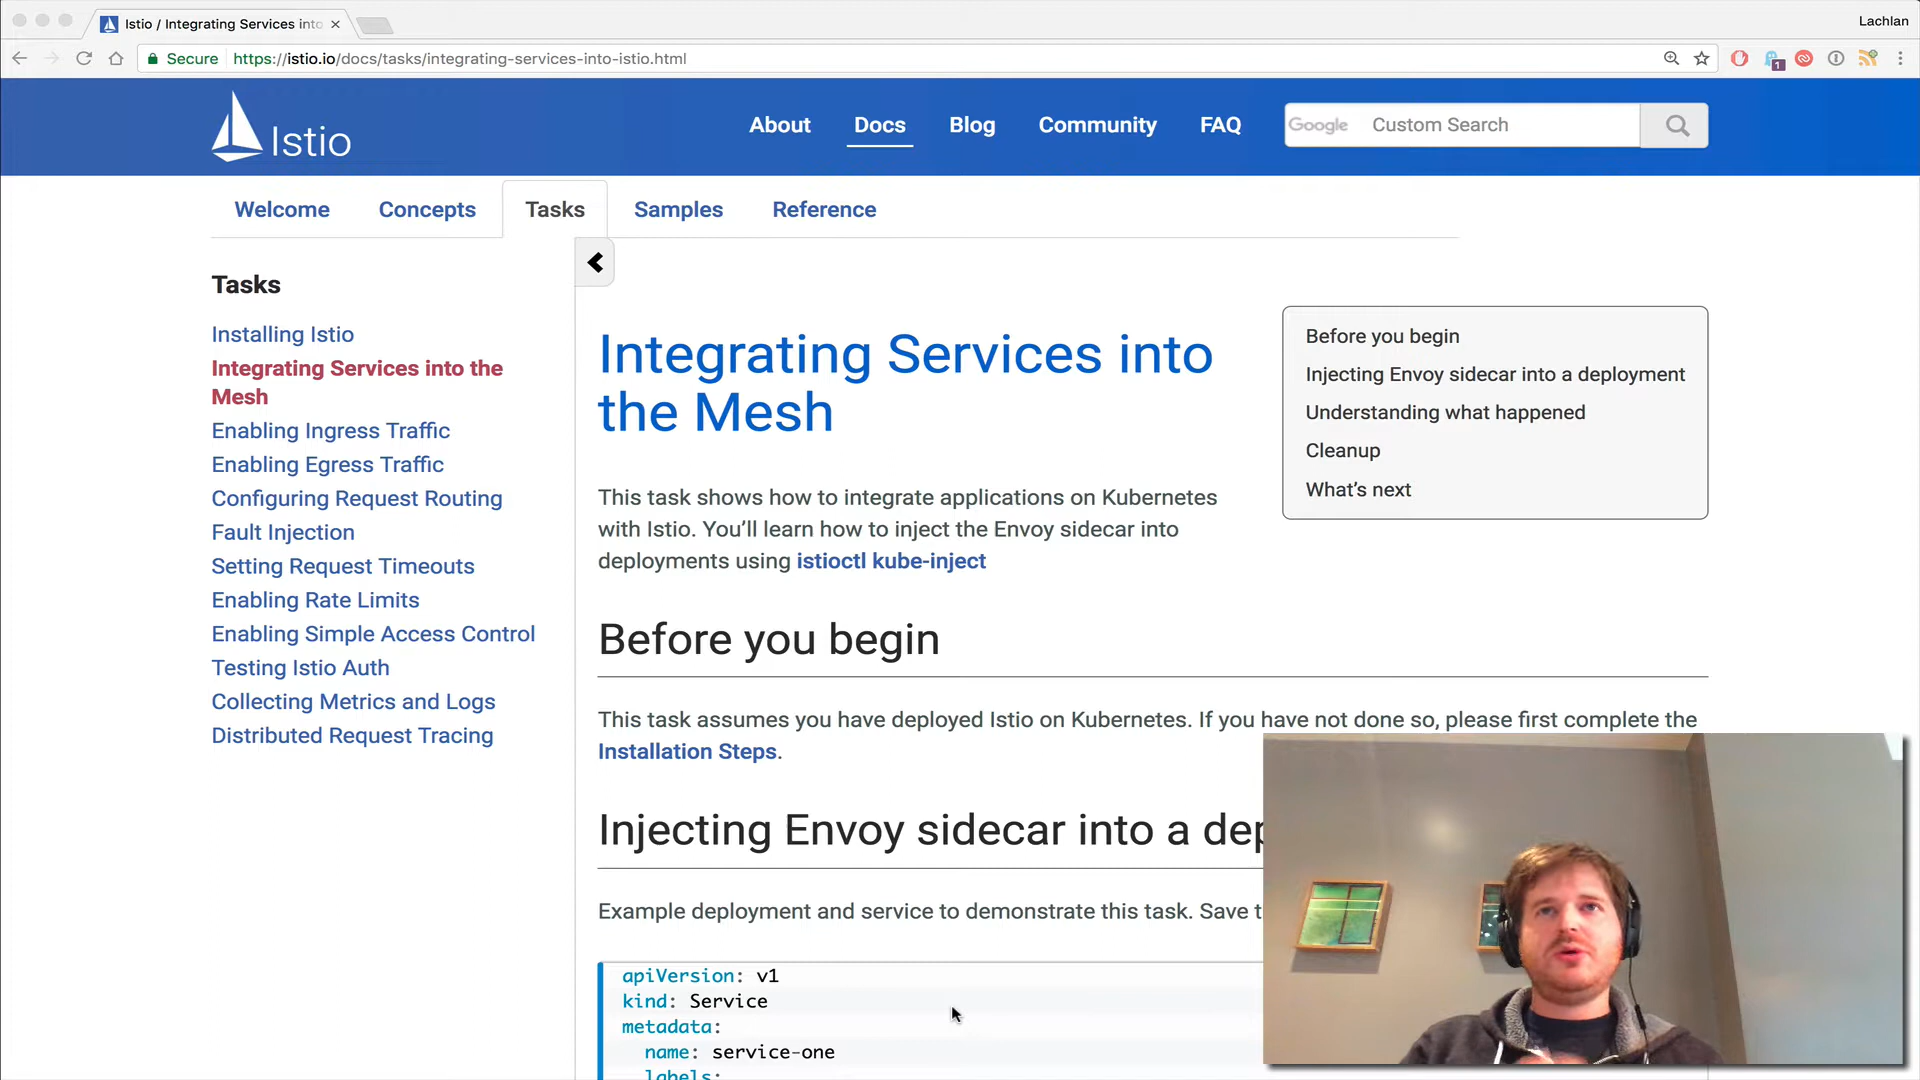 Istio / Integrating Services into
Lachlan
Secure https://istio.io/docs/tasks/integrating-services-into-istio.html
1
Istio
About
Docs
Blog
Community
FAQ
Google Custom Search
Welcome
Concepts
Tasks
Samples
Reference
Tasks
Installing Istio
Integrating Services into the
Mesh
Enabling Ingress Traffic
Enabling Egress Traffic
Configuring Request Routing
Fault Injection
Setting Request Timeouts
Enabling Rate Limits
Enabling Simple Access Control
Testing Istio Auth
Collecting Metrics and Logs
Distributed Request Tracing
Integrating Services into
the Mesh
Before you begin
Injecting Envoy sidecar into a deployment
Understanding what happened
Cleanup
What's next
This task shows how to integrate applications on Kubernetes
with Istio. You'll learn how to inject the Envoy sidecar into
deployments using istioctl kube-inject
Before you begin
This task assumes you have deployed Istio on Kubernetes. If you have not done so, please first complete the
Installation Steps.
Injecting Envoy sidecar into a dep
Example deployment and service to demonstrate this task. Save t
apiVersion: v1
kind: Service
metadata:
name: service-one
labels: